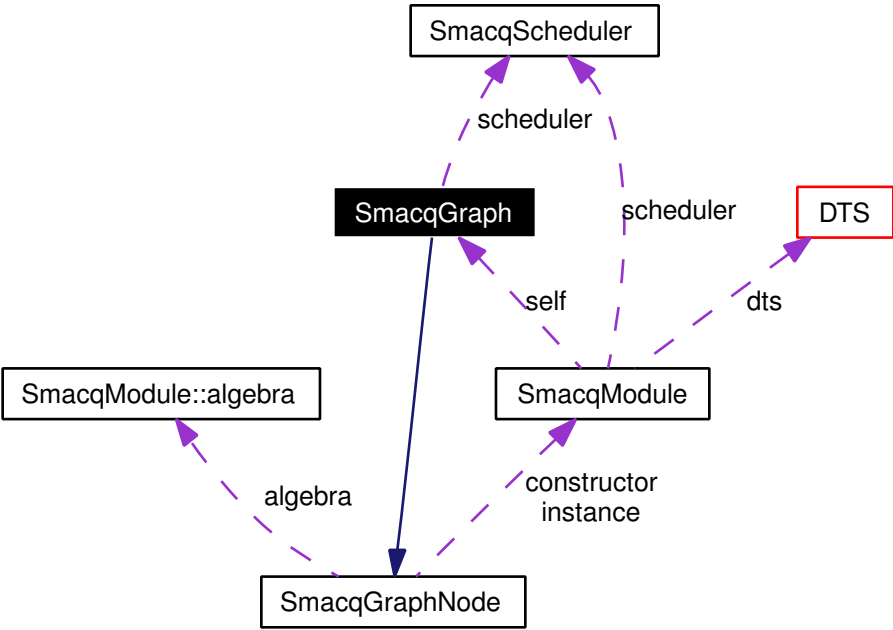 SmacqScheduler
scheduler
SmacqGraph
scheduler
DTS
self
dts
SmacqModule::algebra
SmacqModule
algebra
constructor
instance
SmacqGraphNode